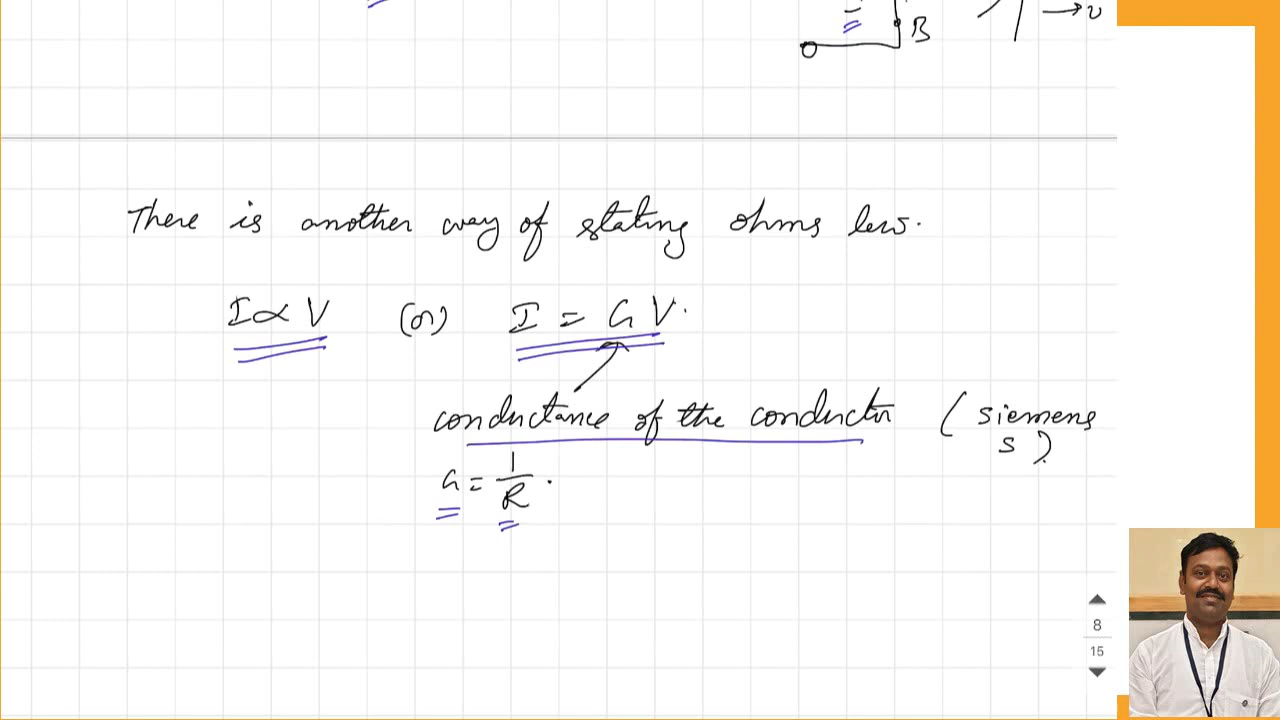 B
→ v
There is another way of stating ohms law.
I ∝ V (or) I = G V.
conductance of the conductor ( siemens
S ).
G = 1/R.
8
15